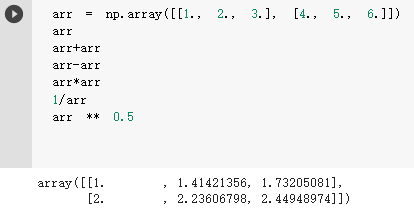 arr = np.array([[1., 2., 3.], [4., 5., 6.]])
arr
arr+arr
arr-arr
arr*arr
1/arr
arr ** 0.5
array([[1.        , 1.41421356, 1.73205081],
       [2.        , 2.23606798, 2.44948974]])